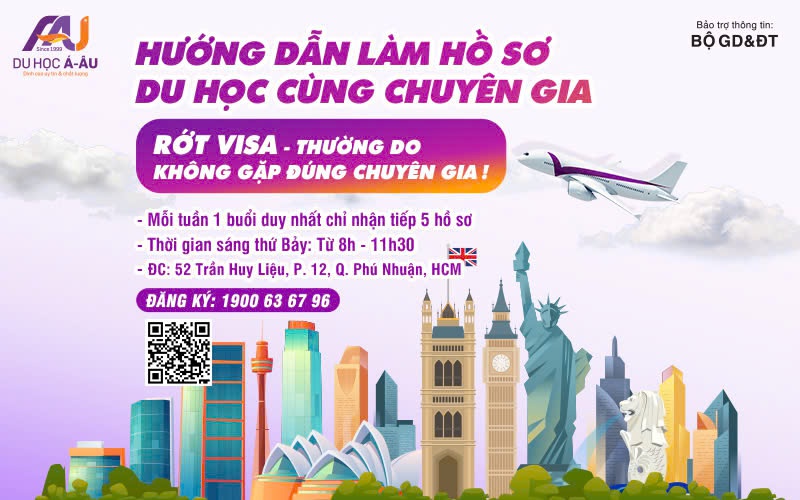 Since 1999
DU HỌC Á-ÂU
Đỉnh cao uy tín & chất lượng
Bảo trợ thông tin:
BỘ GD&ĐT
HƯỚNG DẪN LÀM HỒ SƠ
DU HỌC CÙNG CHUYÊN GIA
RỚT VISA - THƯỜNG DO
KHÔNG GẶP ĐÚNG CHUYÊN GIA !
- Mỗi tuần 1 buổi duy nhất chỉ nhận tiếp 5 hồ sơ
- Thời gian sáng thứ Bảy: Từ 8h - 11h30
- ĐC: 52 Trần Huy Liệu, P. 12, Q. Phú Nhuận, HCM
ĐĂNG KÝ: 1900 63 67 96